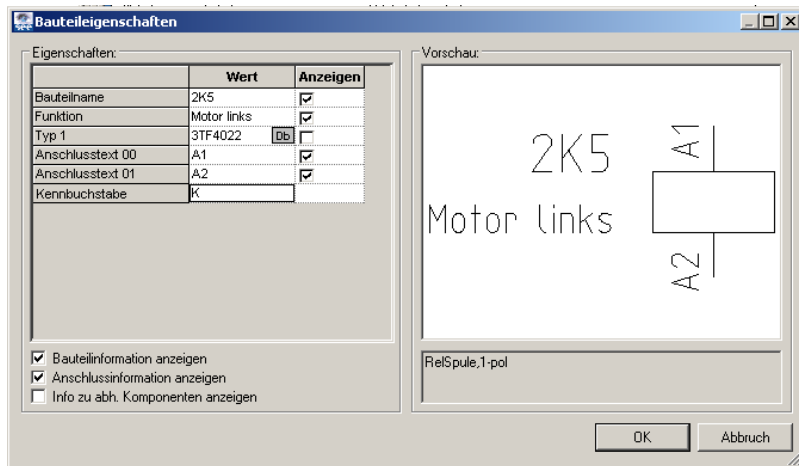 Bauteileigenschaften
Eigenschaften:
Wert Anzeigen
Bauteilname 2K5
Funktion Motor links
Typ 1 3TF4022 Db
Anschlusstext 00 A1
Anschlusstext 01 A2
Kennbuchstabe K
Bauteilinformation anzeigen
Anschlussinformation anzeigen
Info zu abh. Komponenten anzeigen
Vorschau:
2K5
A1
Motor links
A2
RelSpule,1-pol
OK Abbruch